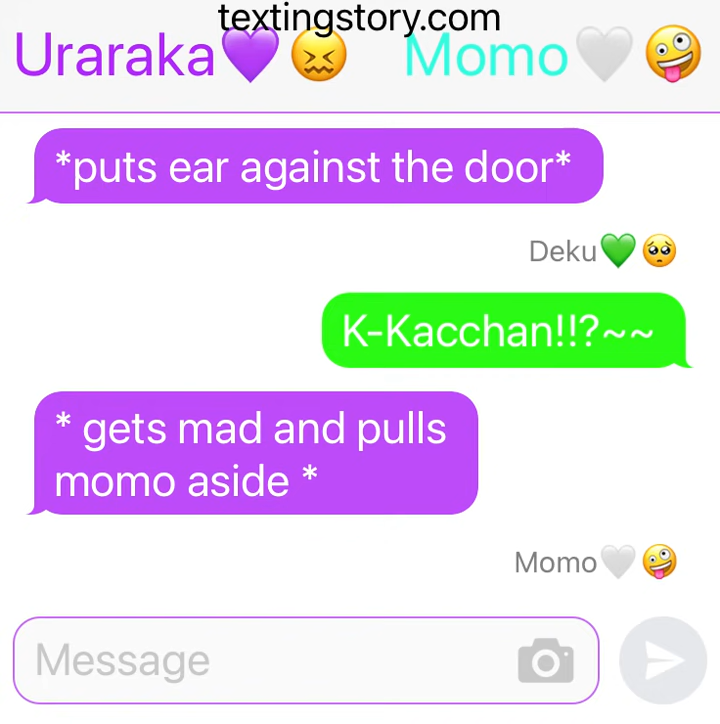 textingstory.com
Uraraka💜😖 Momo🤍🤪
*puts ear against the door*
Deku💚🥺
K-Kacchan!!?~~
* gets mad and pulls
momo aside *
Momo🤍🤪
Message